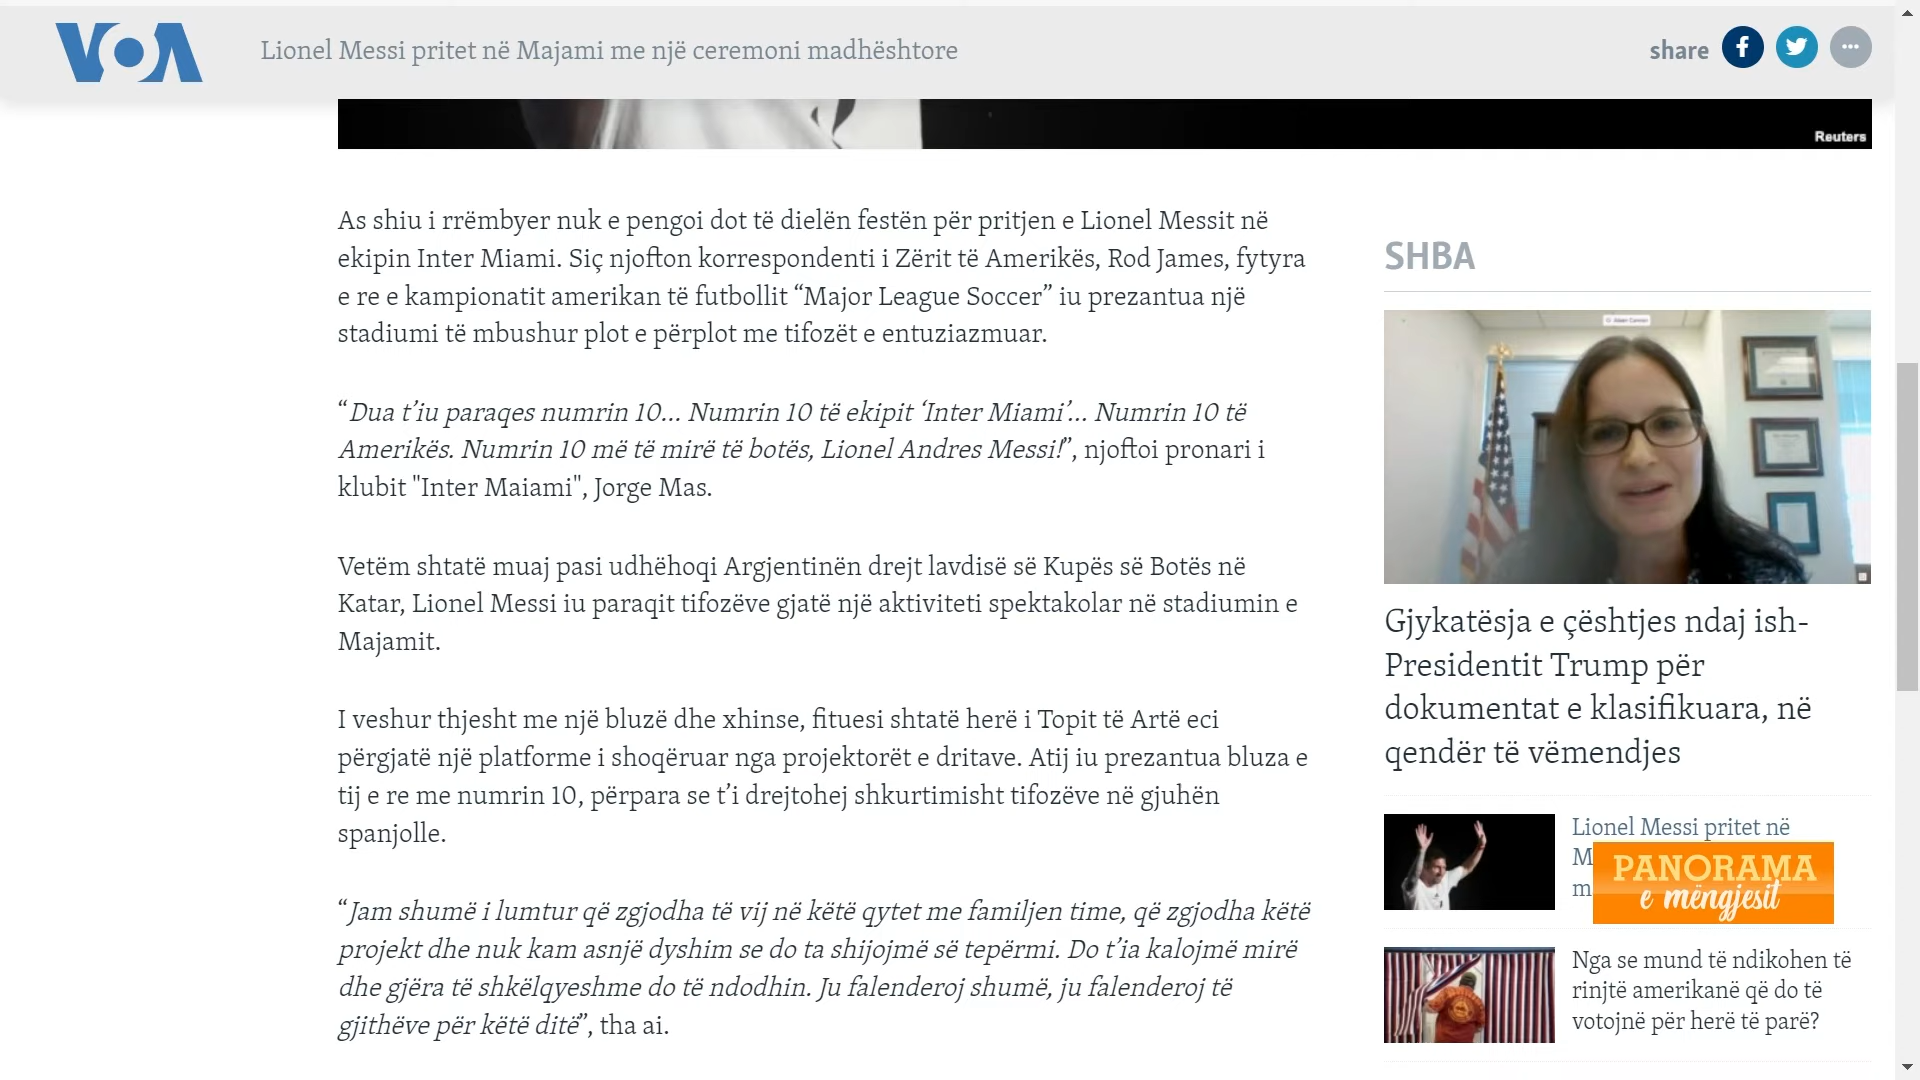 VOA
Lionel Messi pritet në Majami me një ceremoni madhështore
share
Reuters
As shiu i rrëmbyer nuk e pengoi dot të dielën festën për pritjen e Lionel Messit në
ekipin Inter Miami. Siç njofton korrespondenti i Zërit të Amerikës, Rod James, fytyra
e re e kampionatit amerikan të futbollit “Major League Soccer” iu prezantua një
stadiumi të mbushur plot e përplot me tifozët e entuziazmuar.
“Dua t’iu paraqes numrin 10... Numrin 10 të ekipit ‘Inter Miami’... Numrin 10 të
Amerikës. Numrin 10 më të mirë të botës, Lionel Andres Messi!”, njoftoi pronari i
klubit "Inter Maiami", Jorge Mas.
Vetëm shtatë muaj pasi udhëhoqi Argjentinën drejt lavdisë së Kupës së Botës në
Katar, Lionel Messi iu paraqit tifozëve gjatë një aktiviteti spektakolar në stadiumin e
Majamit.
I veshur thjesht me një bluzë dhe xhinse, fituesi shtatë herë i Topit të Artë eci
përgjatë një platforme i shoqëruar nga projektorët e dritave. Atij iu prezantua bluza e
tij e re me numrin 10, përpara se t’i drejtohej shkurtimisht tifozëve në gjuhën
spanjolle.
“Jam shumë i lumtur që zgjodha të vij në këtë qytet me familjen time, që zgjodha këtë
projekt dhe nuk kam asnjë dyshim se do ta shijojmë së tepërmi. Do t’ia kalojmë mirë
dhe gjëra të shkëlqyeshme do të ndodhin. Ju falenderoj shumë, ju falenderoj të
gjithëve për këtë ditë”, tha ai.
SHBA
Gjykatësja e çështjes ndaj ish-
Presidentit Trump për
dokumentat e klasifikuara, në
qendër të vëmendjes
Lionel Messi pritet në
PANORAMA
e mëngjesit
Nga se mund të ndikohen të
rinjtë amerikanë që do të
votojnë për herë të parë?